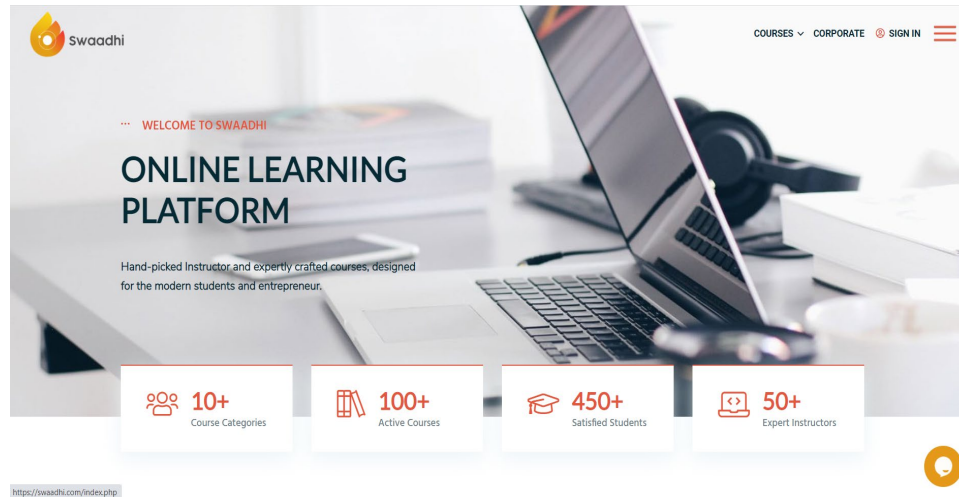 Swaadhi
COURSES
CORPORATE
SIGN IN
··· WELCOME TO SWAADHI
ONLINE LEARNING
PLATFORM
Hand-picked Instructor and expertly crafted courses, designed
for the modern students and entrepreneur.
10+
Course Categories
100+
Active Courses
450+
Satisfied Students
50+
Expert Instructors
https://swaadhi.com/index.php